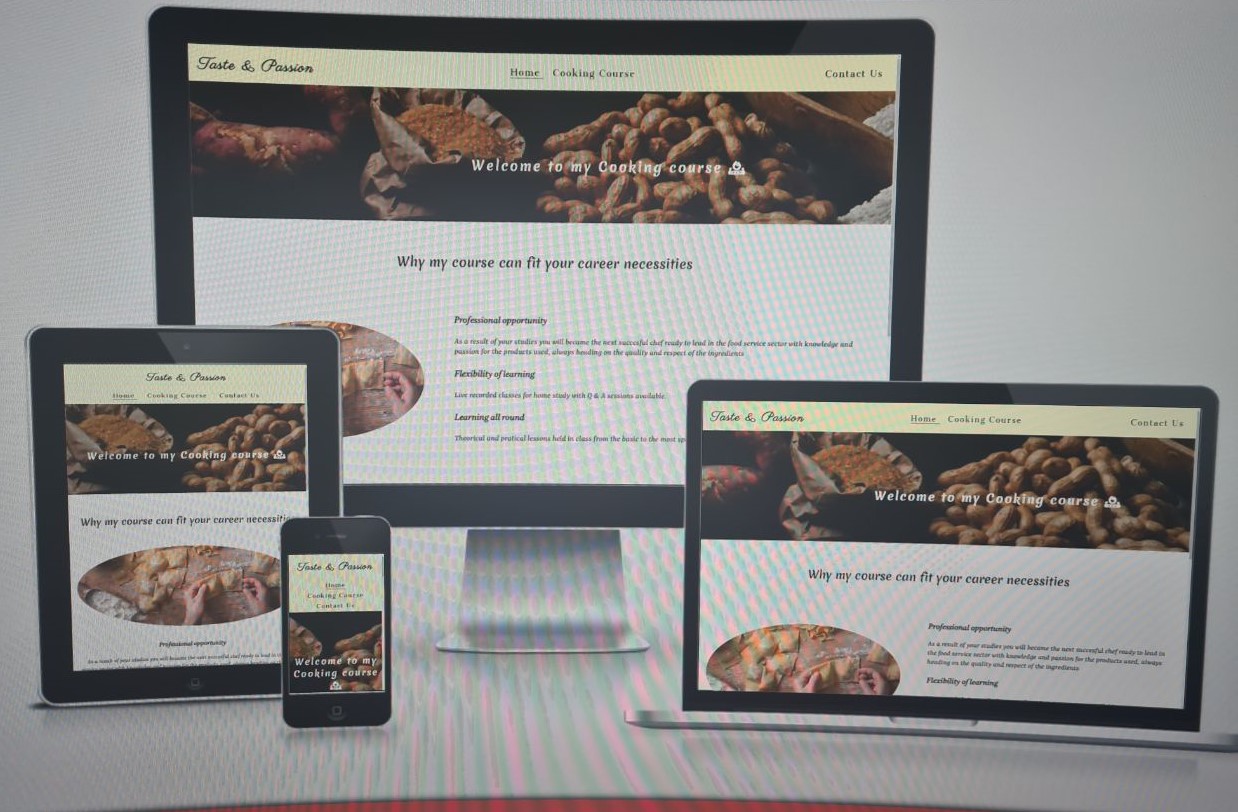 Taste & Passion
Home Cooking Course Contact Us
Welcome to my Cooking course
Why my course can fit your career necessities
Professional opportunity
As a result of your studies you will became the next succesful chef ready to lead in the food service sector with knowledge and
passion for the products used, always heading on the quality and respect of the ingredients
Flexibility of learning
Live recorded classes for home study with Q & A sessions available.
Learning all round
Theorical and pratical lessons held in class from the basic to the most
Taste & Passion
Home Cooking Course Contact Us
Welcome to my Cooking course
Why my course can fit your career
Professional opportunity
As a result of your studies you will became the next succesful chef ready to lead in
Taste & Passion
Home
Cooking Course
Contact Us
Welcome to my
Cooking course
Taste & Passion
Home Cooking Course Contact Us
Welcome to my Cooking course
Why my course can fit your career necessities
Professional opportunity
As a result of your studies you will became the next succesful chef ready to lead in
the food service sector with knowledge and passion for the products used, always
heading on the quality and respect of the ingredients
Flexibility of learning